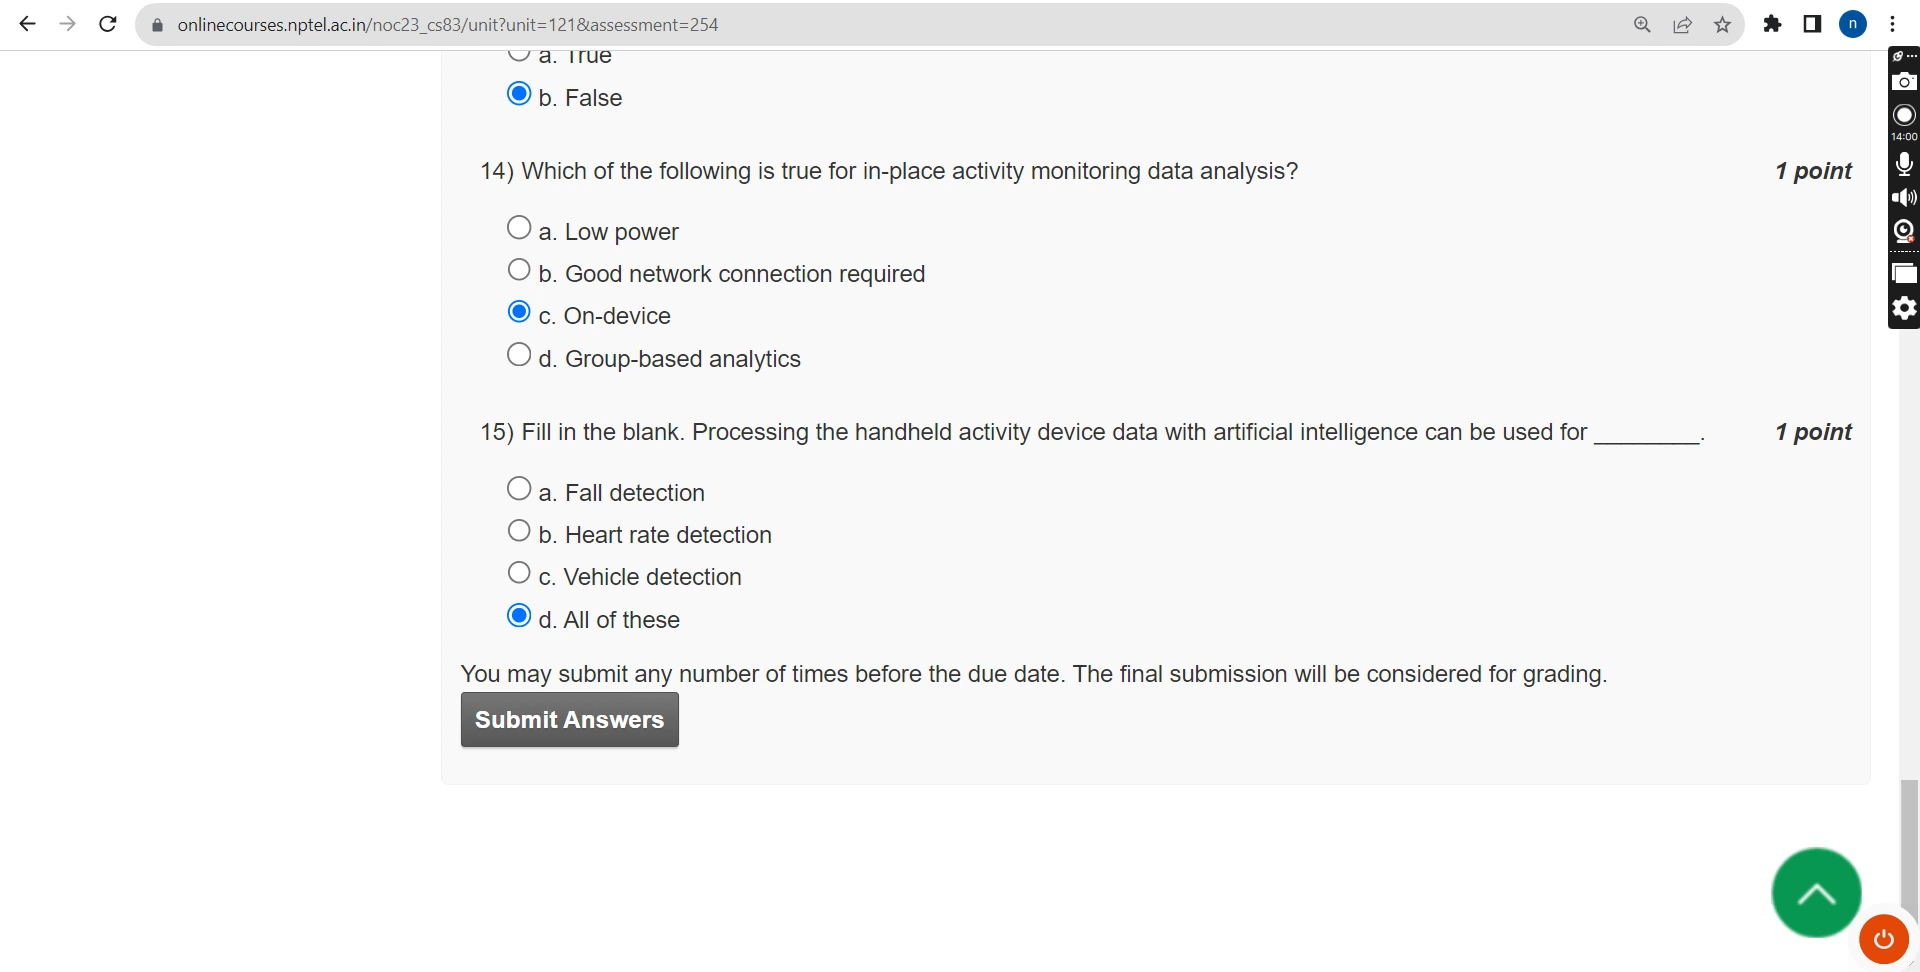 onlinecourses.nptel.ac.in/noc23_cs83/unit?unit=121&assessment=254
n
14:00
a. True
b. False
14) Which of the following is true for in-place activity monitoring data analysis?
1 point
a. Low power
b. Good network connection required
c. On-device
d. Group-based analytics
15) Fill in the blank. Processing the handheld activity device data with artificial intelligence can be used for ________.
1 point
a. Fall detection
b. Heart rate detection
c. Vehicle detection
d. All of these
You may submit any number of times before the due date. The final submission will be considered for grading.
Submit Answers